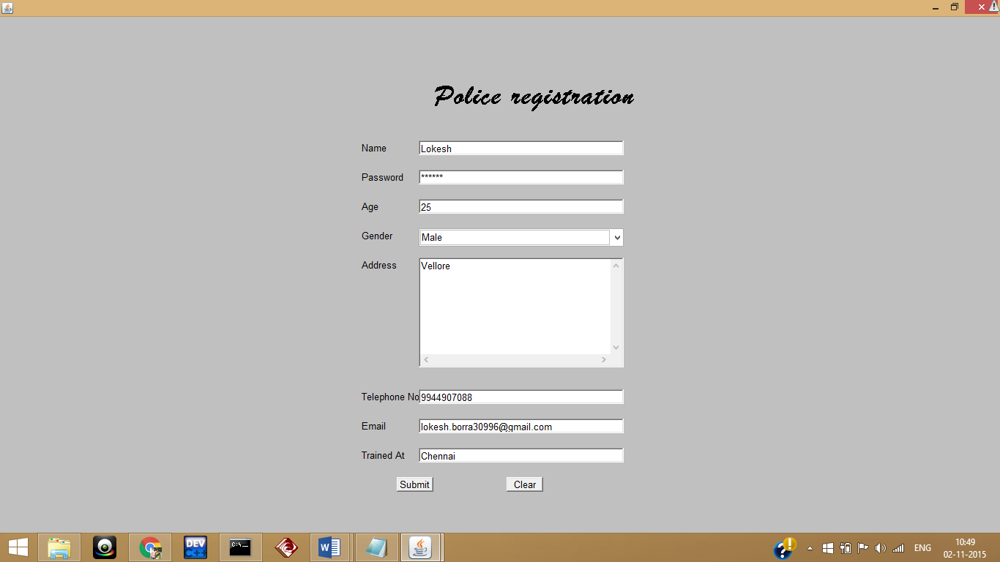 Police registration
Name Lokesh
Password ******
Age 25
Gender Male
Address Vellore
Telephone No 9944907088
Email lokesh.borra30996@gmail.com
Trained At Chennai
Submit Clear
DEV
C++
C:\
W
ENG
10:49
02-11-2015